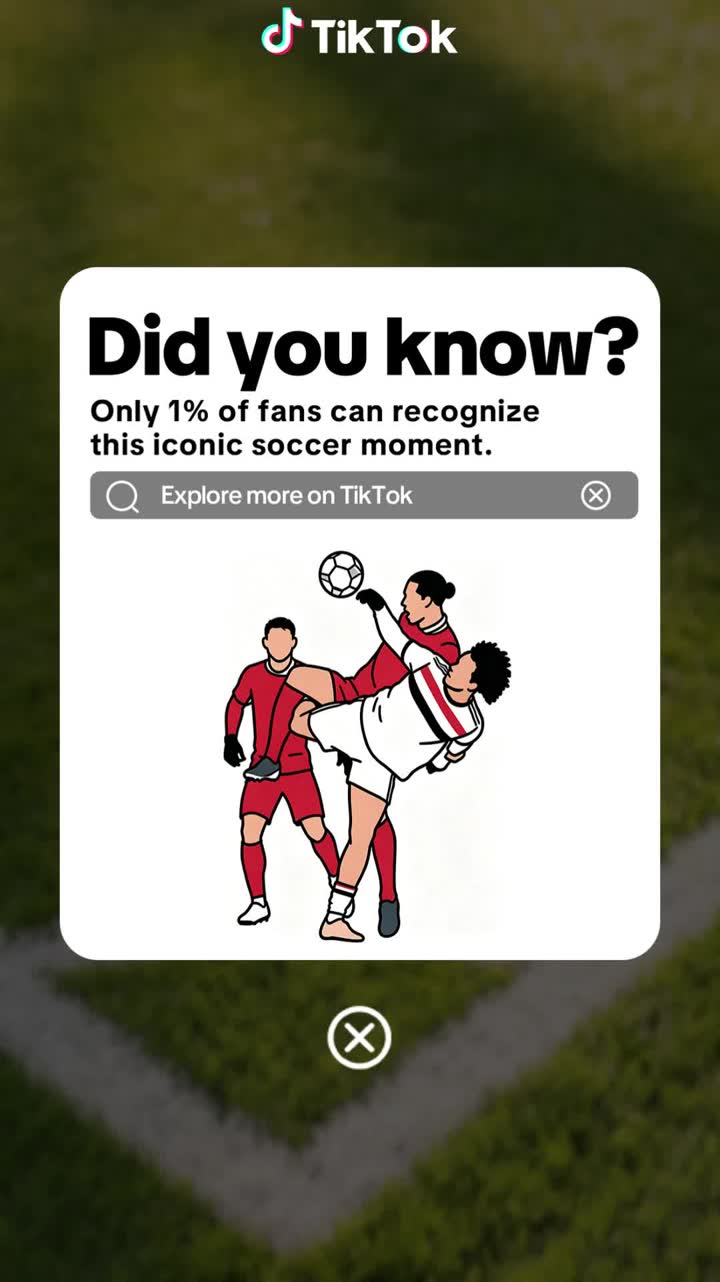 TikTok
Did you know?
Only 1% of fans can recognize
this iconic soccer moment.
Explore more on TikTok